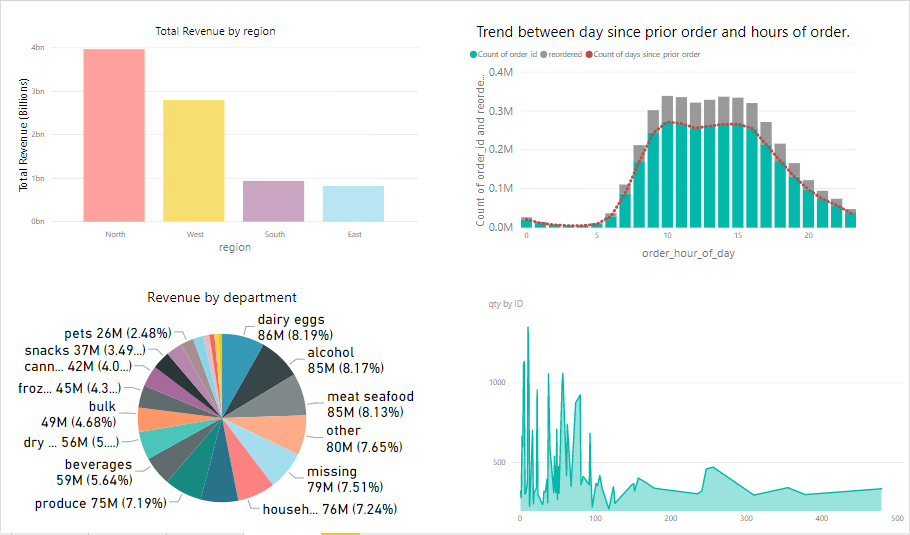 Total Revenue by region
Total Revenue (Billions)
4bn
3bn
2bn
1bn
0bn
North West South East
region
Trend between day since prior order and hours of order.
Count of order_id reordered Count of days_since_prior_order
Count of order_id and reorde...
0.4M
0.3M
0.2M
0.1M
0.0M
0 5 10 15 20
order_hour_of_day
Revenue by department
dairy eggs
86M (8.19%)
alcohol
85M (8.17%)
meat seafood
85M (8.13%)
other
80M (7.65%)
missing
79M (7.51%)
househ... 76M (7.24%)
produce 75M (7.19%)
beverages
59M (5.64%)
dry ... 56M (5....)
bulk
49M (4.68%)
froz... 45M (4.3...)
cann... 42M (4.0...)
snacks 37M (3.49...)
pets 26M (2.48%)
qty by ID
1000
500
0 100 200 300 400 500